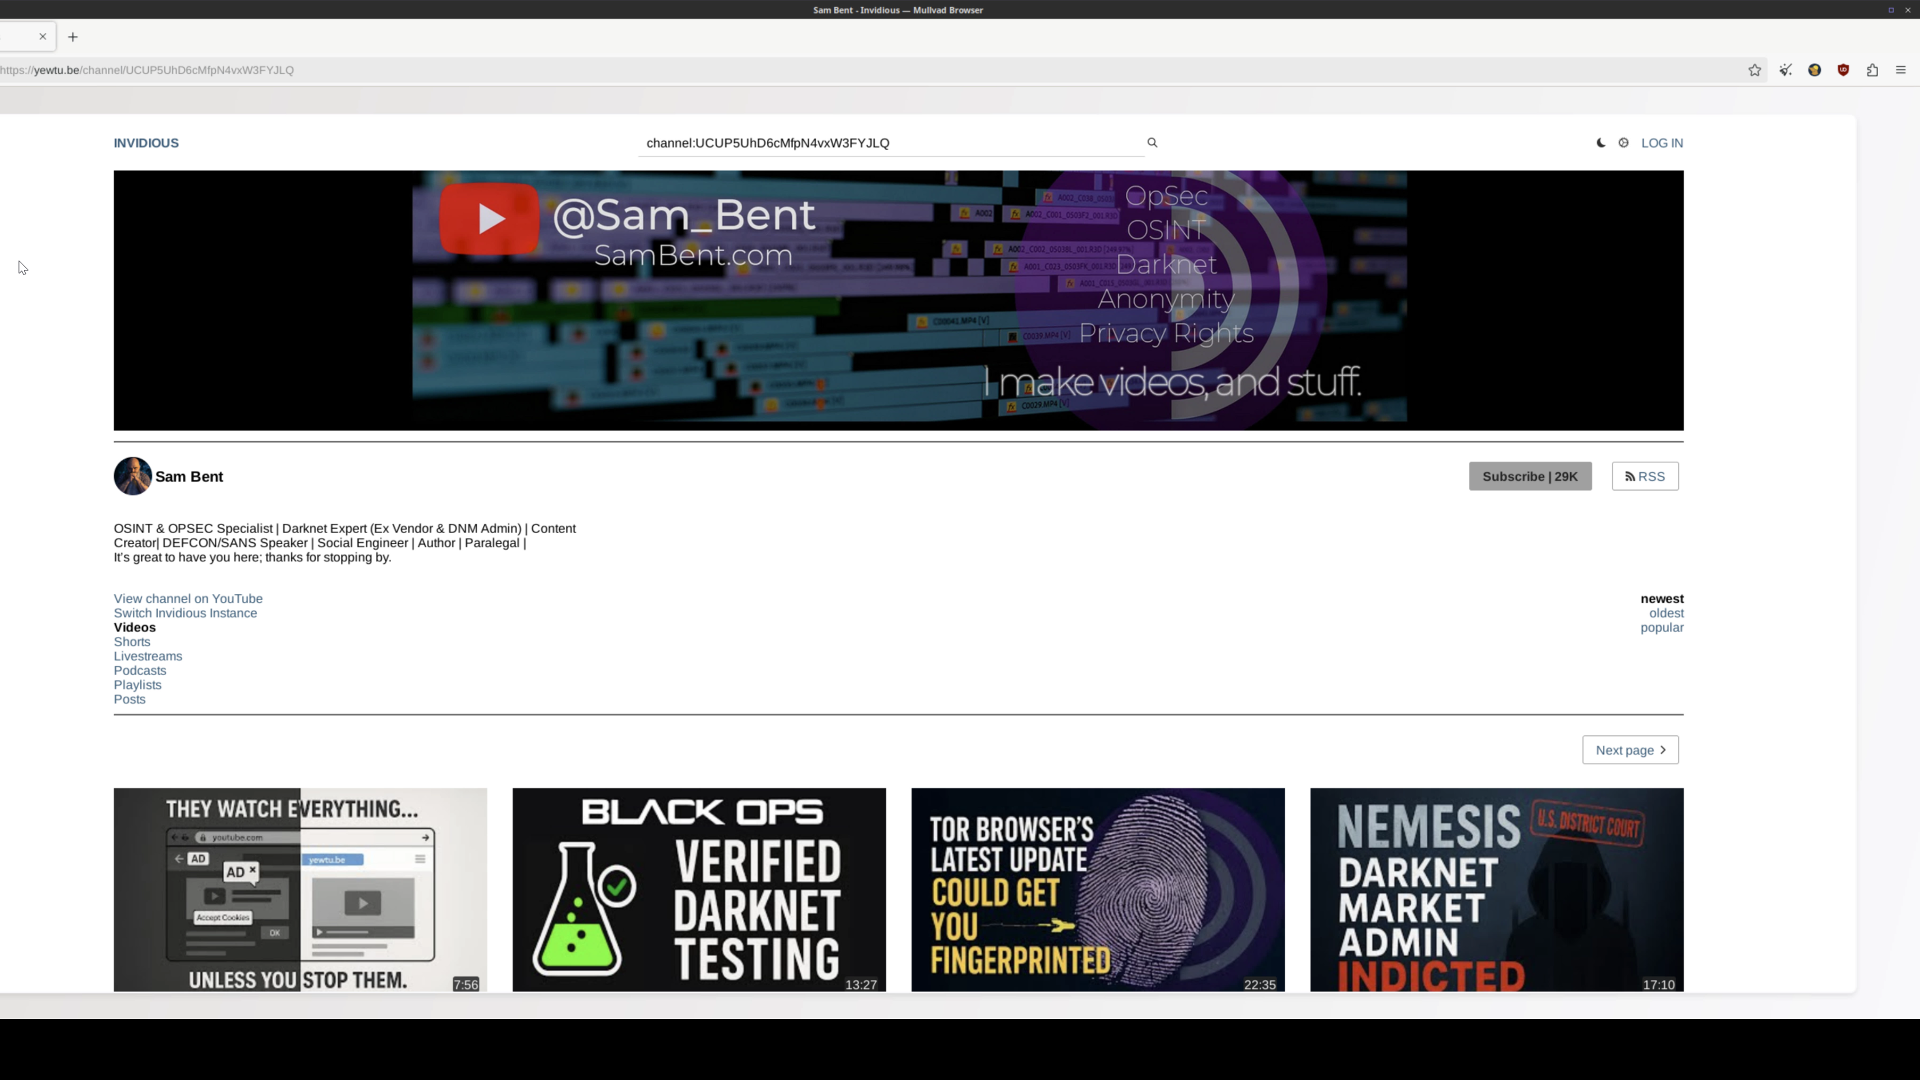 Sam Bent - Invidious — Mullvad Browser
https://yewtu.be/channel/UCUP5UhD6cMfpN4vxW3FYJLQ
INVIDIOUS
channel:UCUP5UhD6cMfpN4vxW3FYJLQ
LOG IN
@Sam_Bent
SamBent.com
OpSec
OSINT
Darknet
Anonymity
Privacy Rights
I make videos, and stuff.
Sam Bent
Subscribe | 29K
RSS
OSINT & OPSEC Specialist | Darknet Expert (Ex Vendor & DNM Admin) | Content
Creator| DEFCON/SANS Speaker | Social Engineer | Author | Paralegal |
It's great to have you here; thanks for stopping by.
View channel on YouTube
Switch Invidious Instance
Videos
Shorts
Livestreams
Podcasts
Playlists
Posts
newest
oldest
popular
Next page
THEY WATCH EVERYTHING...
youtube.com
AD
yewtu.be
AD
Accept Cookies
OK
UNLESS YOU STOP THEM.
7:56
BLACK OPS
VERIFIED
DARKNET
TESTING
13:27
TOR BROWSER'S
LATEST UPDATE
COULD GET
YOU
FINGERPRINTED
22:35
NEMESIS
U.S. DISTRICT COURT
DARKNET
MARKET
ADMIN
INDICTED
17:10